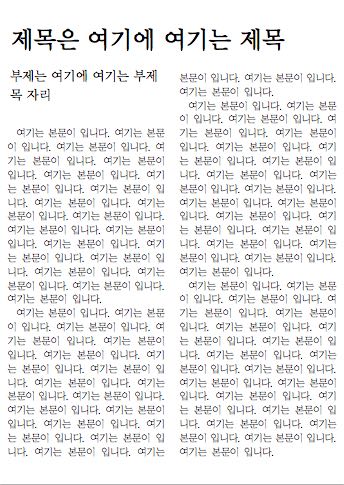 제목은 여기에 여기는 제목
부제는 여기에 여기는 부제
목 자리
여기는 본문이 입니다. 여기는 본문
이 입니다. 여기는 본문이 입니다. 여
기는 본문이 입니다. 여기는 본문이
입니다. 여기는 본문이 입니다. 여기
는 본문이 입니다. 여기는 본문이 입
니다. 여기는 본문이 입니다. 여기는
본문이 입니다. 여기는 본문이 입니다.
여기는 본문이 입니다. 여기는 본문이
입니다. 여기는 본문이 입니다. 여기
는 본문이 입니다. 여기는 본문이 입
니다. 여기는 본문이 입니다. 여기는
본문이 입니다. 여기는 본문이 입니다.
여기는 본문이 입니다.
여기는 본문이 입니다. 여기는 본문
이 입니다. 여기는 본문이 입니다. 여
기는 본문이 입니다. 여기는 본문이
입니다. 여기는 본문이 입니다. 여기
는 본문이 입니다. 여기는 본문이 입
니다. 여기는 본문이 입니다. 여기는
본문이 입니다. 여기는 본문이 입니다.
여기는 본문이 입니다. 여기는 본문이
입니다. 여기는 본문이 입니다. 여기
는 본문이 입니다. 여기는 본문이 입
니다. 여기는 본문이 입니다. 여기는
본문이 입니다. 여기는 본문이 입니다.
여기는 본문이 입니다.
여기는 본문이 입니다. 여기는 본문
이 입니다. 여기는 본문이 입니다. 여
기는 본문이 입니다. 여기는 본문이
입니다. 여기는 본문이 입니다. 여기
는 본문이 입니다. 여기는 본문이 입
니다. 여기는 본문이 입니다. 여기는
본문이 입니다. 여기는 본문이 입니다.
여기는 본문이 입니다. 여기는 본문이
입니다. 여기는 본문이 입니다. 여기
는 본문이 입니다. 여기는 본문이 입
니다. 여기는 본문이 입니다. 여기는
본문이 입니다. 여기는 본문이 입니다.
여기는 본문이 입니다.
여기는 본문이 입니다. 여기는 본문
이 입니다. 여기는 본문이 입니다. 여
기는 본문이 입니다. 여기는 본문이
입니다. 여기는 본문이 입니다. 여기
는 본문이 입니다. 여기는 본문이 입
니다. 여기는 본문이 입니다. 여기는
본문이 입니다. 여기는 본문이 입니다.
여기는 본문이 입니다. 여기는 본문이
입니다. 여기는 본문이 입니다. 여기
는 본문이 입니다. 여기는 본문이 입
니다. 여기는 본문이 입니다. 여기는
본문이 입니다. 여기는 본문이 입니다.
여기는 본문이 입니다.